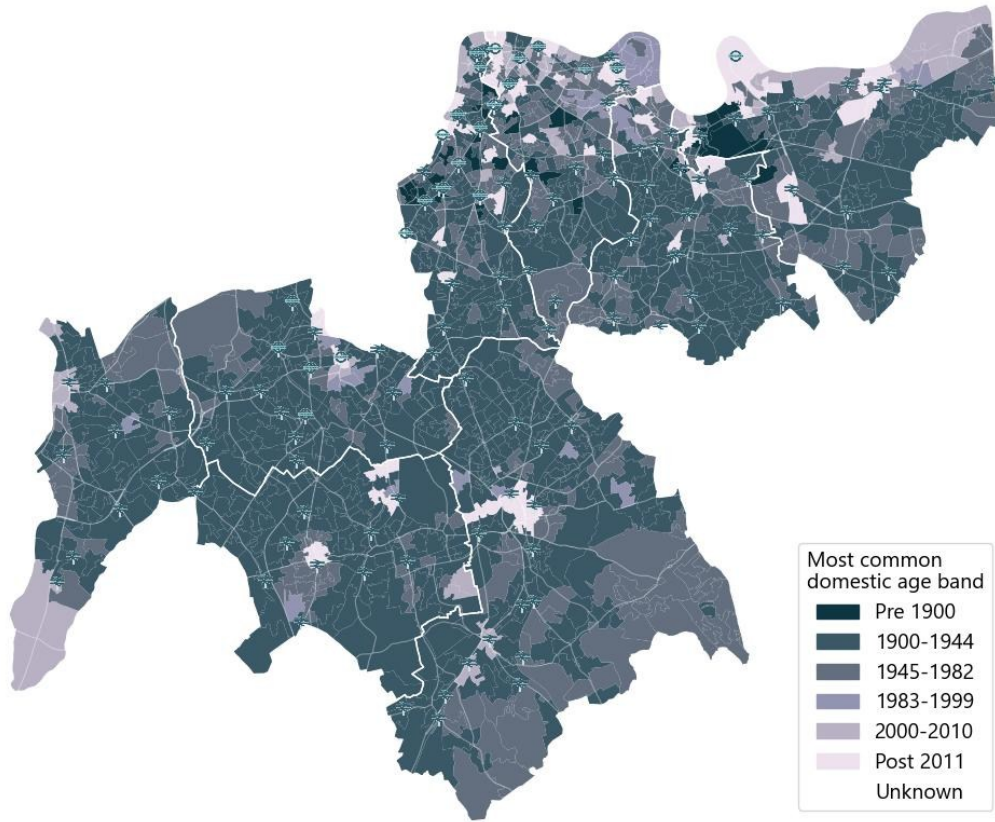 Most common
domestic age band
Pre 1900
1900-1944
1945-1982
1983-1999
2000-2010
Post 2011
Unknown